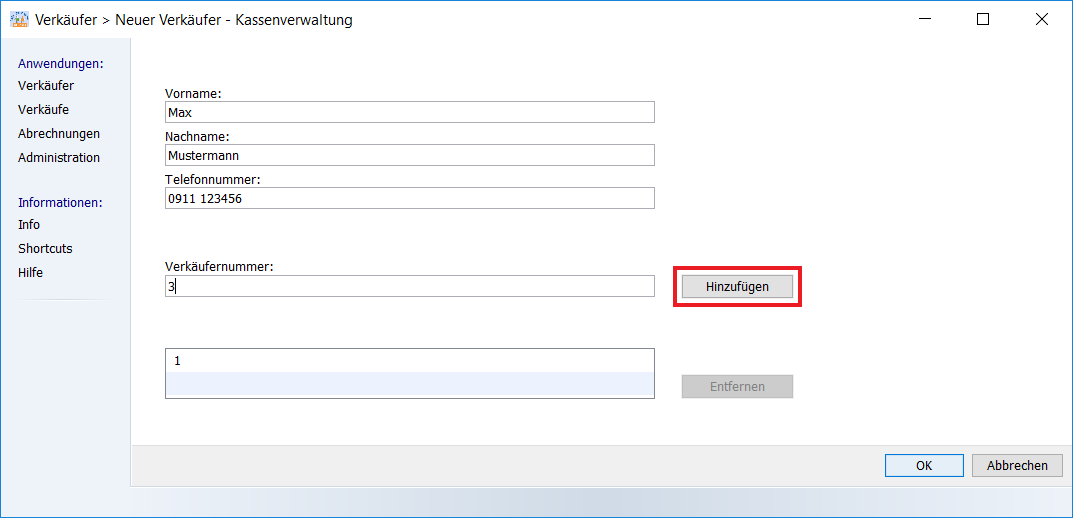 Verkäufer > Neuer Verkäufer - Kassenverwaltung
Anwendungen:
Verkäufer
Verkäufe
Abrechnungen
Administration
Informationen:
Info
Shortcuts
Hilfe
Vorname:
Max
Nachname:
Mustermann
Telefonnummer:
0911 123456
Verkäufernummer:
3
Hinzufügen
1
Entfernen
OK
Abbrechen